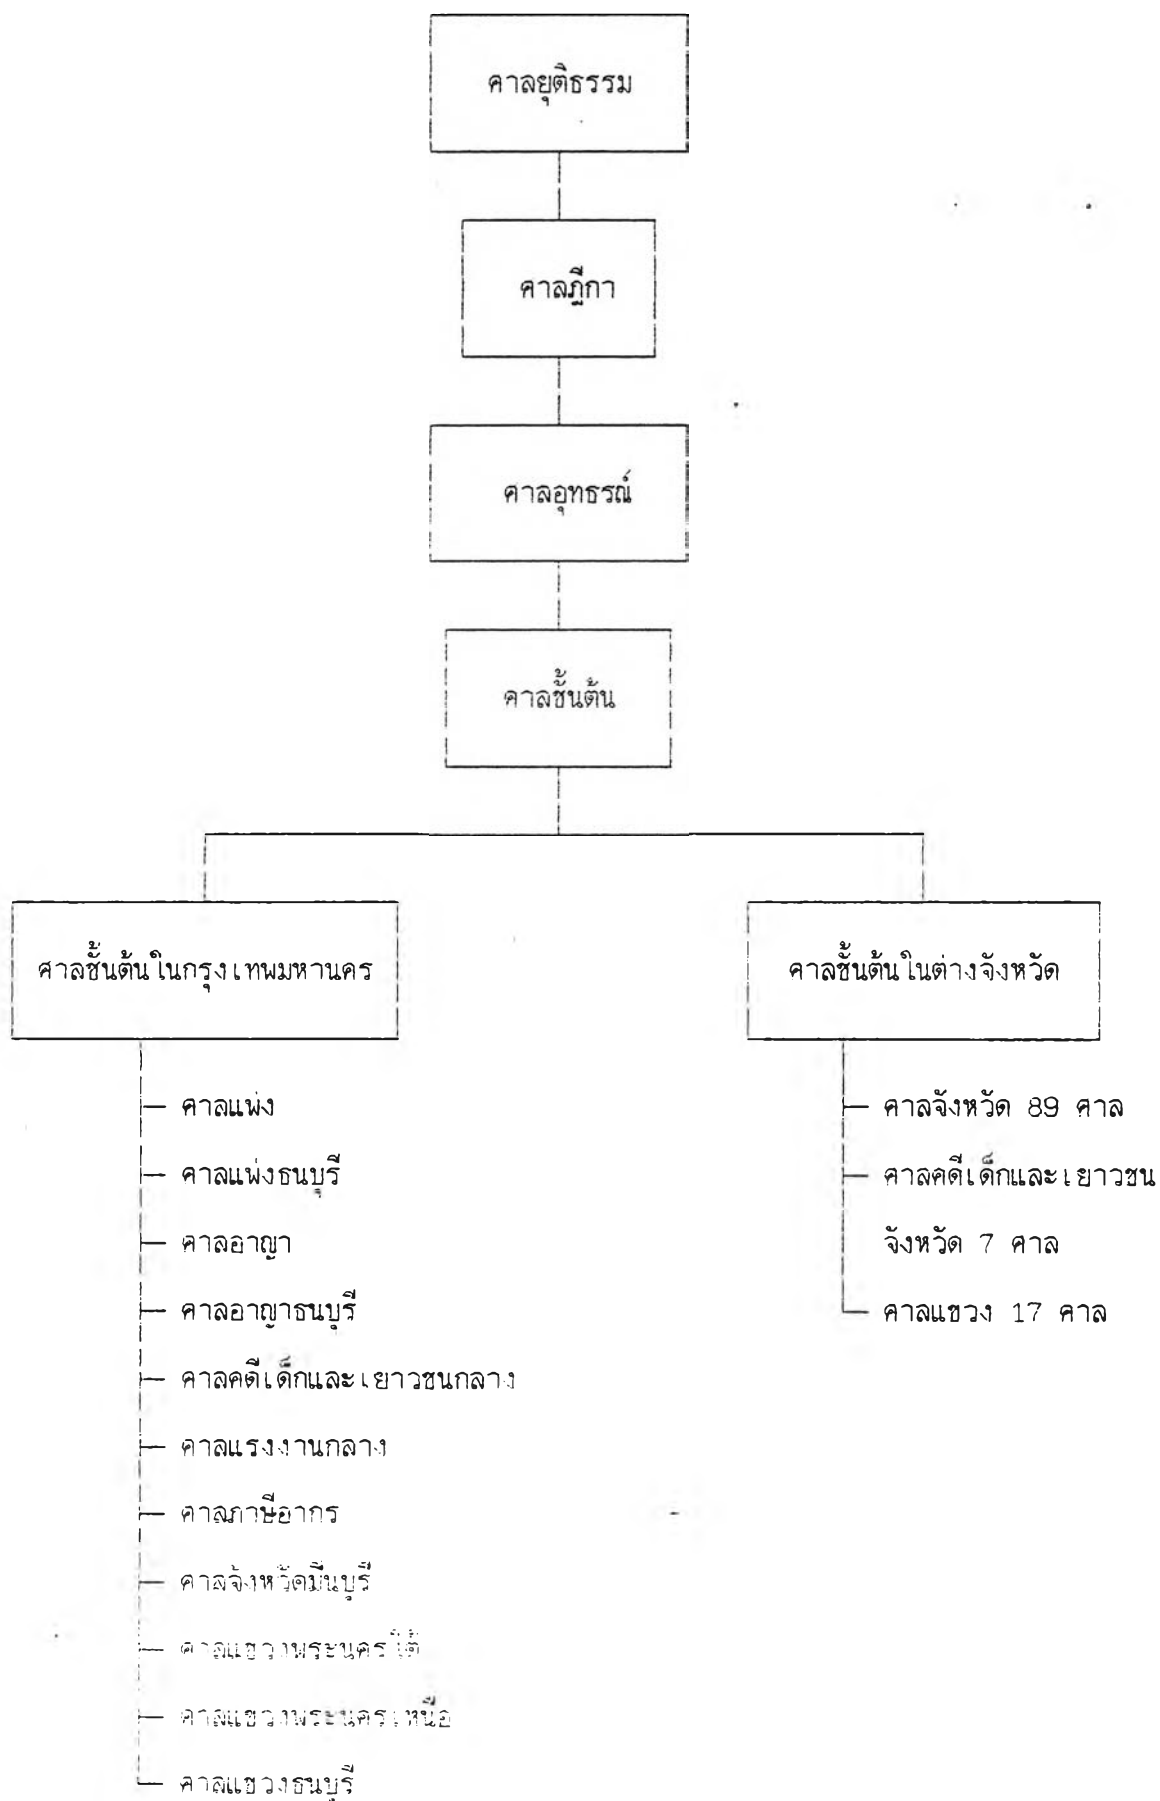 ศาลยุติธรรม
ศาลฎีกา
ศาลอุทธรณ์
ศาลชั้นต้น
ศาลชั้นต้นในกรุงเทพมหานคร
ศาลแพ่ง
ศาลแพ่งธนบุรี
ศาลอาญา
ศาลอาญาธนบุรี
ศาลคดีเด็กและเยาวชนกลาง
ศาลแรงงานกลาง
ศาลภาษีอากร
ศาลจังหวัดมีนบุรี
ศาลแขวงพระนครใต้
ศาลแขวงพระนครเหนือ
ศาลแขวงธนบุรี
ศาลชั้นต้นในต่างจังหวัด
ศาลจังหวัด 89 ศาล
ศาลคดีเด็กและเยาวชน
จังหวัด 7 ศาล
ศาลแขวง 17 ศาล